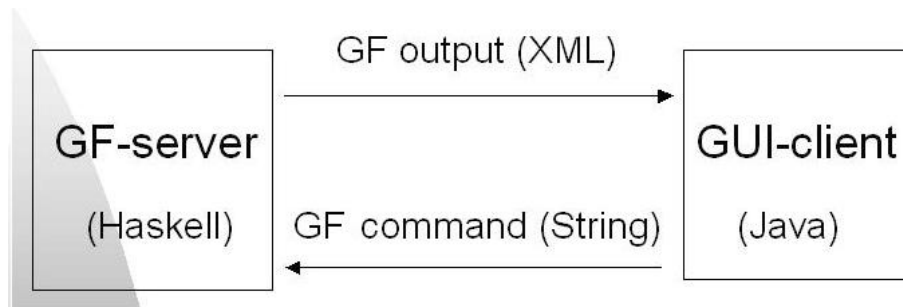 GF output (XML)
GF-server
GUI-client
(Haskell)
GF command (String)
(Java)